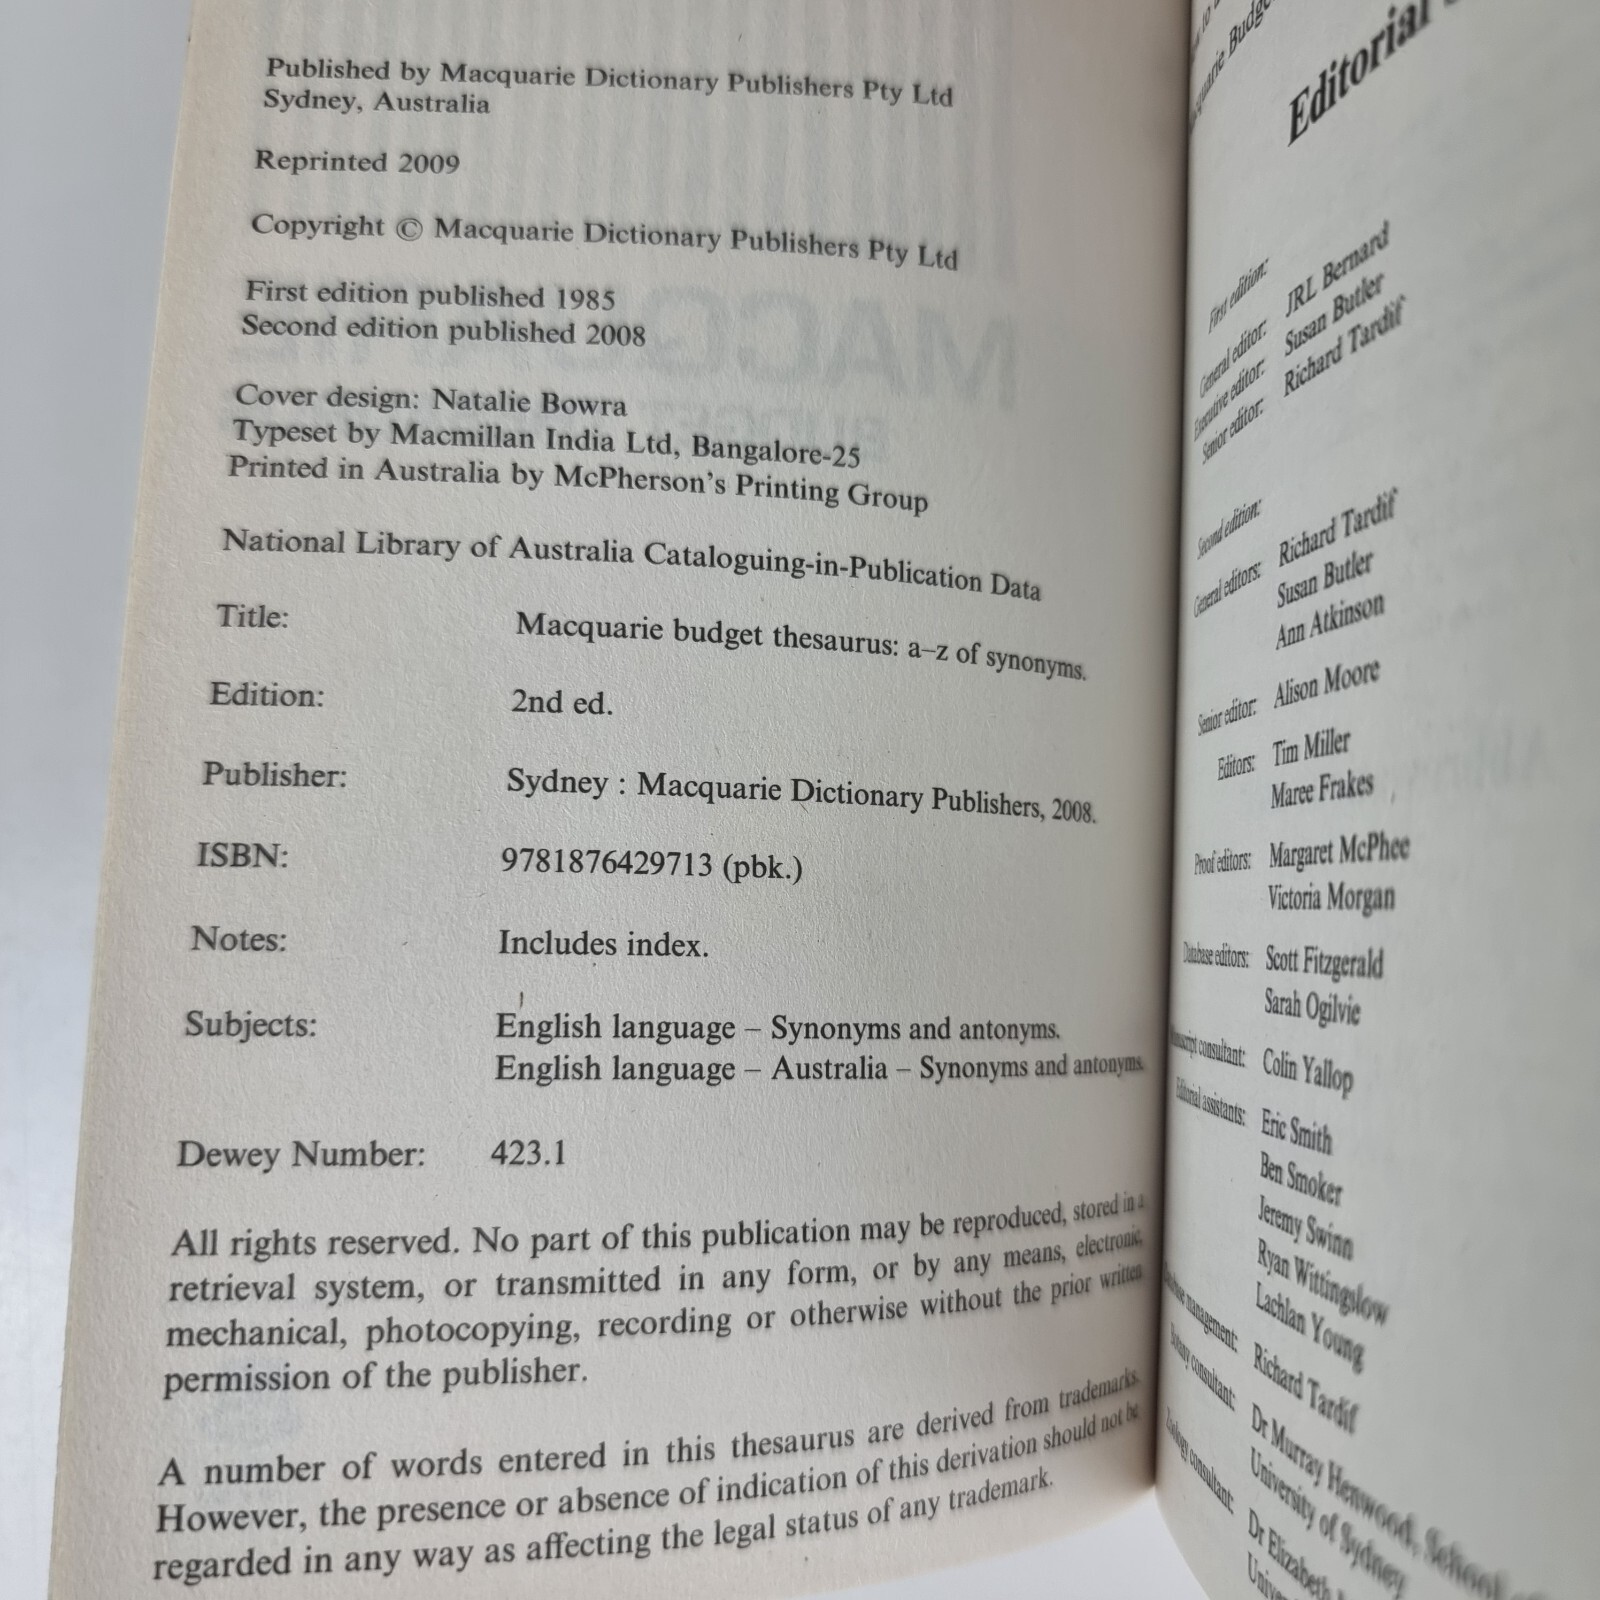 Published by Macquarie Dictionary Publishers Pty Ltd
Sydney, Australia
Reprinted 2009
Copyright © Macquarie Dictionary Publishers Pty Ltd
First edition published 1985
Second edition published 2008
Cover design: Natalie Bowra
Typeset by Macmillan India Ltd, Bangalore-25
Printed in Australia by McPherson's Printing Group
National Library of Australia Cataloguing-in-Publication Data
Title: Macquarie budget thesaurus: a–z of synonyms.
Edition: 2nd ed.
Publisher: Sydney : Macquarie Dictionary Publishers, 2008.
ISBN: 9781876429713 (pbk.)
Notes: Includes index.
Subjects: English language – Synonyms and antonyms.
English language – Australia – Synonyms and antonyms.
Dewey Number: 423.1
All rights reserved. No part of this publication may be reproduced, stored in a
retrieval system, or transmitted in any form, or by any means, electronic,
mechanical, photocopying, recording or otherwise without the prior written
permission of the publisher.
A number of words entered in this thesaurus are derived from trademarks.
However, the presence or absence of indication of this derivation should not be
regarded in any way as affecting the legal status of any trademark.
Editorial
First edition:
General editor: JRL Bernard
Executive editor: Susan Butler
Senior editor: Richard Tardif
Second edition:
General editors: Richard Tardif
Susan Butler
Ann Atkinson
Senior editor: Alison Moore
Editors: Tim Miller
Maree Frakes
Proof editors: Margaret McPhee
Victoria Morgan
Database editors: Scott Fitzgerald
Sarah Ogilvie
consultant: Colin Yallop
Editorial assistants: Eric Smith
Ben Smoker
Jeremy Swinn
Ryan Wittingslow
Lachlan Young
management: Richard Tardif
Botany consultant: Dr Murray Henwood, School
University of Sydney
consultant: Dr Elizabeth